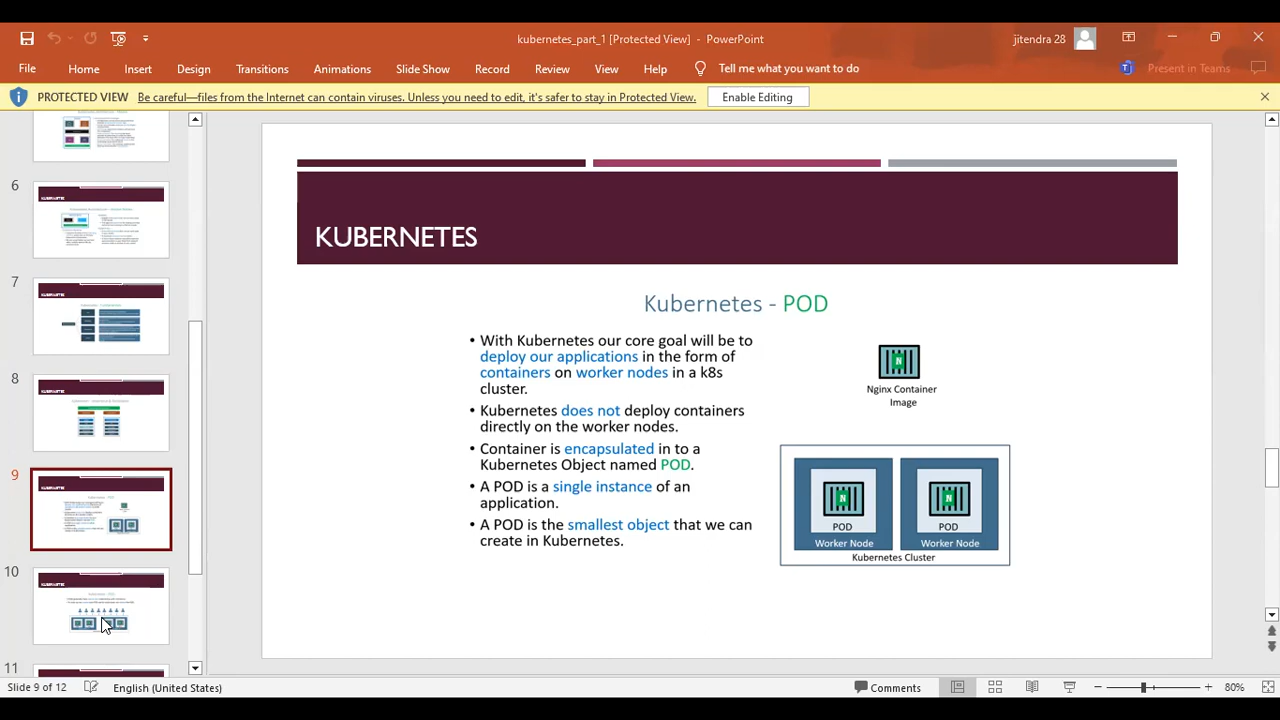 kubernetes_part_1 [Protected View] - PowerPoint
jitendra 28
File Home Insert Design Transitions Animations Slide Show Record Review View Help Tell me what you want to do Present in Teams
PROTECTED VIEW Be careful—files from the Internet can contain viruses. Unless you need to edit, it's safer to stay in Protected View. Enable Editing
6
7
8
9
10
11
KUBERNETES
Kubernetes - POD
• With Kubernetes our core goal will be to
deploy our applications in the form of
containers on worker nodes in a k8s
cluster.
• Kubernetes does not deploy containers
directly on the worker nodes.
• Container is encapsulated in to a
Kubernetes Object named POD.
• A POD is a single instance of an
application.
• A POD is the smallest object that we can
create in Kubernetes.
N
Nginx Container
Image
N
POD
Worker Node
N
POD
Worker Node
Kubernetes Cluster
Slide 9 of 12 English (United States) Comments 80%